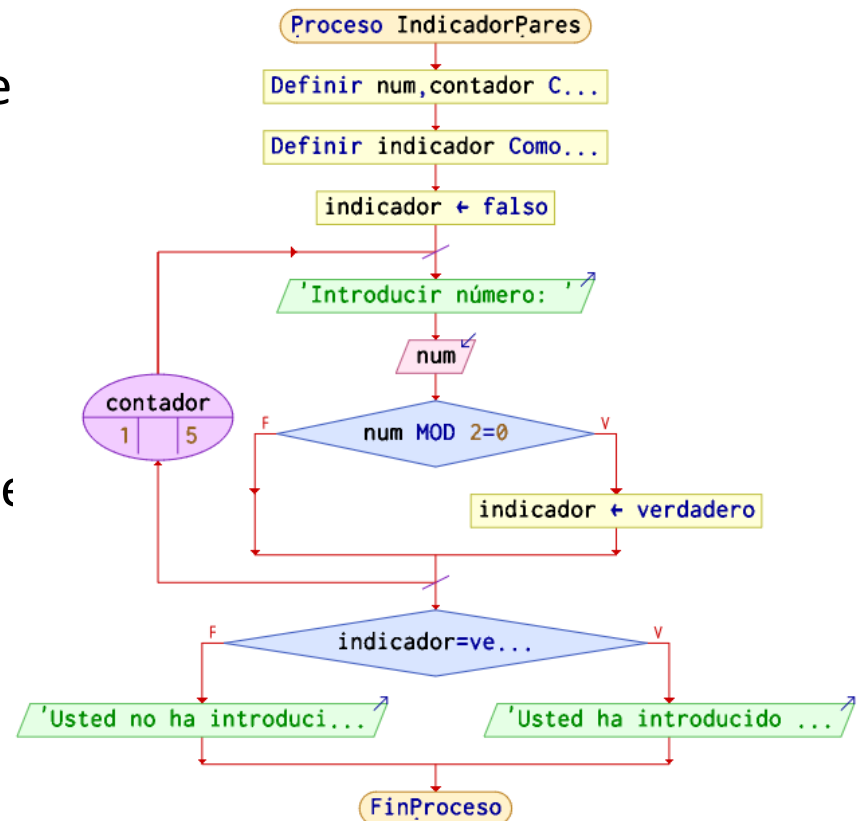 Proceso IndicadorPares
e
Definir num,contador C...
Definir indicador Como...
indicador ← falso
'Introducir número: '
num
contador
1 5
F
num MOD 2=0
V
indicador ← verdadero
F
indicador=ve...
V
'Usted no ha introduci...
'Usted ha introducido ...
FinProceso